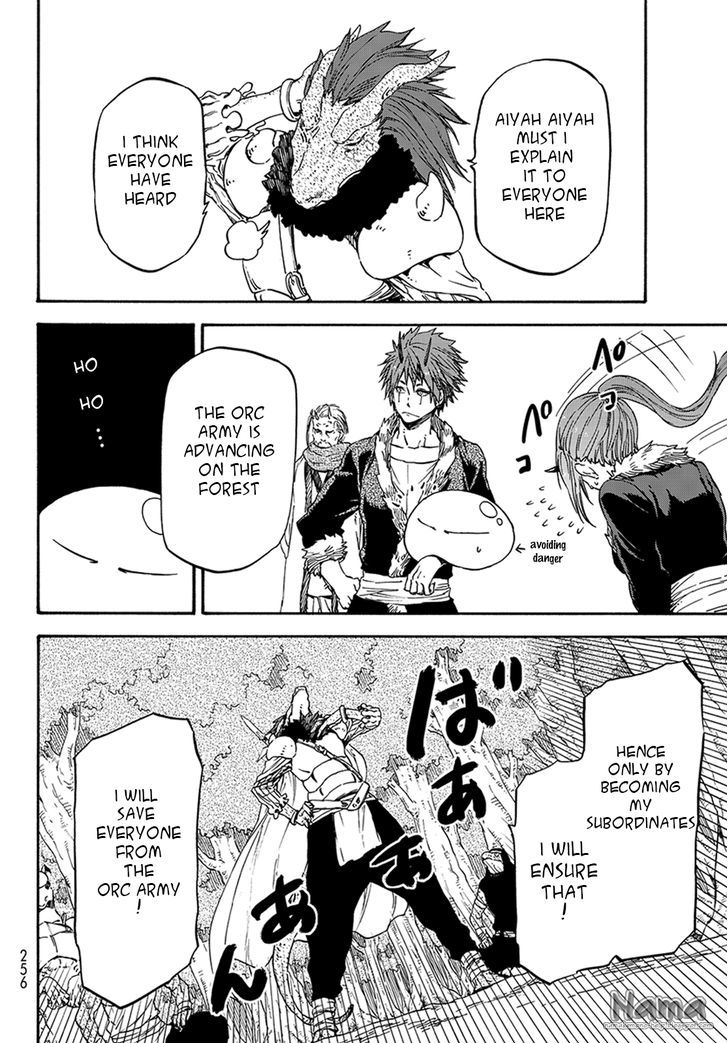 AIYAH AIYAH
MUST I
EXPLAIN
IT TO
EVERYONE
HERE
I THINK
EVERYONE
HAVE
HEARD
ペコ
ペコ
avoiding
danger
THE ORC
ARMY IS
ADVANCING
ON THE
FOREST
HO
HO
...
HENCE
ONLY BY
BECOMING
MY
SUBORDINATES
I WILL
ENSURE
THAT
!
ばあ
ああん
I WILL
SAVE
EVERYONE
FROM
THE
ORC ARMY
!
256
Nama